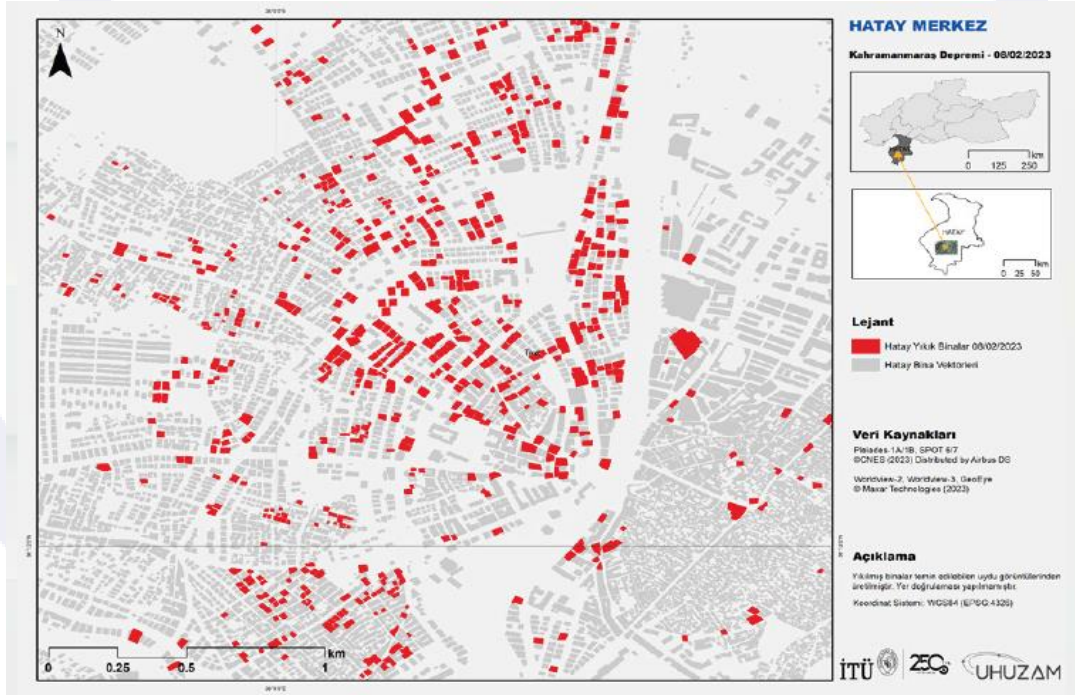 HATAY MERKEZ
Kahramanmaraş Depremi - 06/02/2023
N
km
0 125 250
HATAY
km
0 25 50
Lejant
Hatay Yıkık Binalar 08/02/2023
Hatay Bina Vektörleri
Veri Kaynakları
Pleiades-1A/1B, SPOT 6/7
©CNES (2023) Distributed by Airbus DS
Worldview-2, Worldview-3, GeoEye
© Maxar Technologies (2023)
Açıklama
Yıkılmış binalar temin edilebilen uydu görüntülerinden
üretilmiştir. Yer doğrulaması yapılmamıştır.
Koordinat Sistemi: WGS84 (EPSG:4326)
km
0 0.25 0.5 1
İTÜ
250
UHUZAM